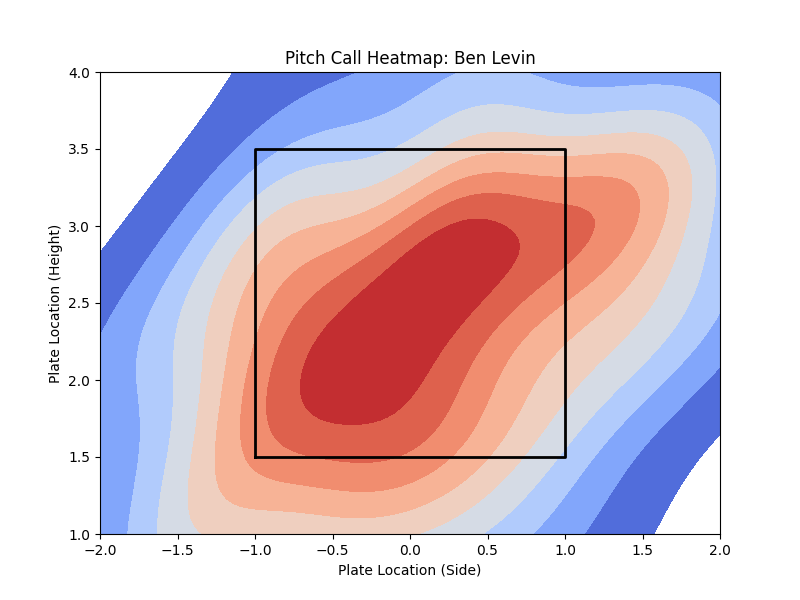 Pitch Call Heatmap: Ben Levin
4.0
3.5
3.0
2.5
2.0
1.5
1.0
Plate Location (Height)
−2.0 −1.5 −1.0 −0.5 0.0 0.5 1.0 1.5 2.0
Plate Location (Side)